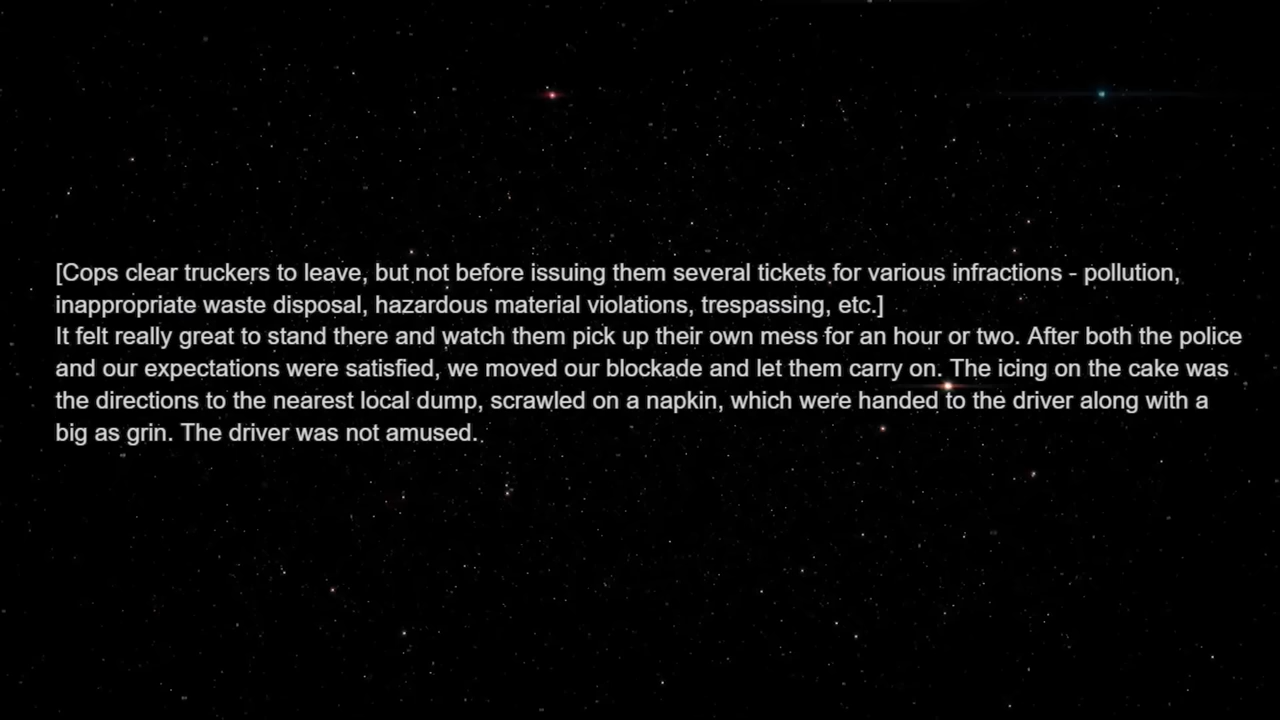 [Cops clear truckers to leave, but not before issuing them several tickets for various infractions - pollution,
inappropriate waste disposal, hazardous material violations, trespassing, etc.]
It felt really great to stand there and watch them pick up their own mess for an hour or two. After both the police
and our expectations were satisfied, we moved our blockade and let them carry on. The icing on the cake was
the directions to the nearest local dump, scrawled on a napkin, which were handed to the driver along with a
big as grin. The driver was not amused.